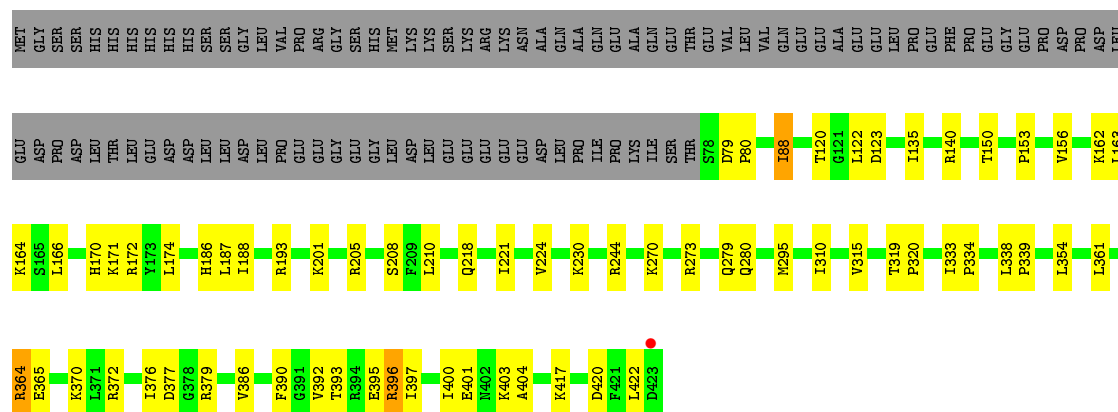 MET GLY SER SER HIS HIS HIS HIS HIS HIS SER SER GLY LEU VAL PRO ARG GLY SER HIS MET LYS LYS SER LYS ARG LYS ASN ALA GLN ALA GLN GLU ALA GLN GLU THR GLU VAL LEU VAL GLN GLU GLU ALA GLU GLU LEU PRO GLU PHE PRO GLU GLY GLU PRO ASP PRO ASP LEU
GLU ASP PRO ASP LEU THR LEU GLU ASP ASP LEU LEU ASP LEU PRO GLU GLU GLY GLU GLY LEU ASP LEU GLU GLU GLU GLU GLU ASP LEU PRO ILE PRO LYS ILE SER THR S78 D79 P80 I88 T120 G121 L122 D123 I135 R140 T150 P153 V156 K162 L163
K164 S165 L166 H170 K171 R172 Y173 L174 H186 L187 I188 R193 K201 R205 S208 F209 L210 Q218 I221 V224 K230 R244 K270 R273 Q279 Q280 M295 I310 V315 T319 P320 I333 P334 L338 P339 L354 L361
R364 E365 K370 L371 R372 I376 D377 G378 R379 V386 F390 G391 V392 T393 R394 E395 R396 I397 I400 E401 N402 K403 A404 K417 D420 F421 L422 D423